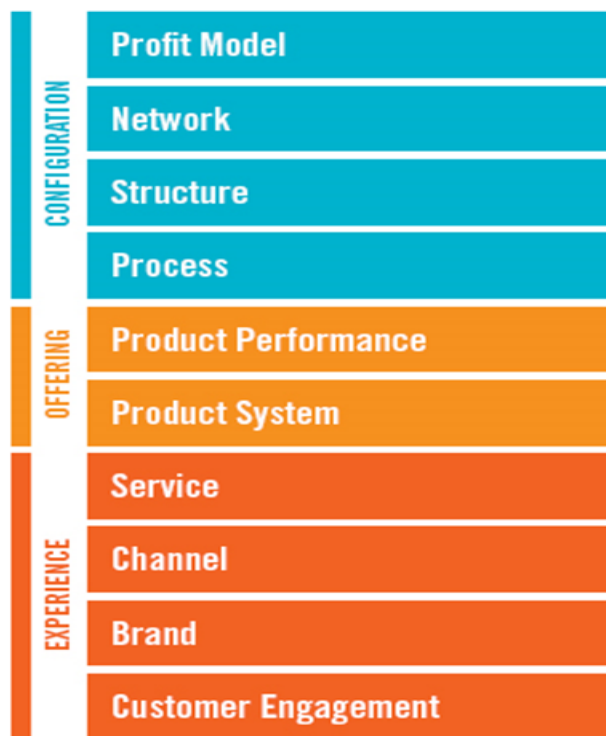 CONFIGURATION
Profit Model
Network
Structure
Process
OFFERING
Product Performance
Product System
EXPERIENCE
Service
Channel
Brand
Customer Engagement